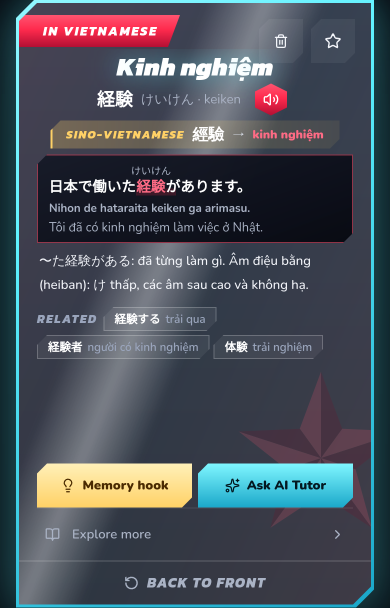 IN VIETNAMESE
Kinh nghiệm
経験 けいけん · keiken
SINO-VIETNAMESE 經驗 → kinh nghiệm
けいけん
日本で働いた経験があります。
Nihon de hataraita keiken ga arimasu.
Tôi đã có kinh nghiệm làm việc ở Nhật.
〜た経験がある: đã từng làm gì. Âm điệu bằng
(heiban): け thấp, các âm sau cao và không hạ.
RELATED 経験する trải qua
経験者 người có kinh nghiệm 体験 trải nghiệm
Memory hook Ask AI Tutor
Explore more
BACK TO FRONT